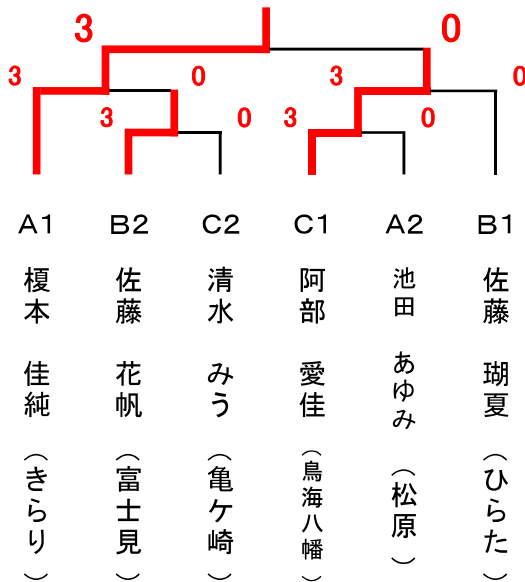 3 0
3 0 3 0
3 0 3 0
A1 B2 C2 C1 A2 B1
榎本 佳純 （きらり）
佐藤 花帆 （富士見）
清水 みう （亀ケ崎）
阿部 愛佳 （鳥海八幡）
池田 あゆみ （松原）
佐藤 瑚夏 （ひらた）